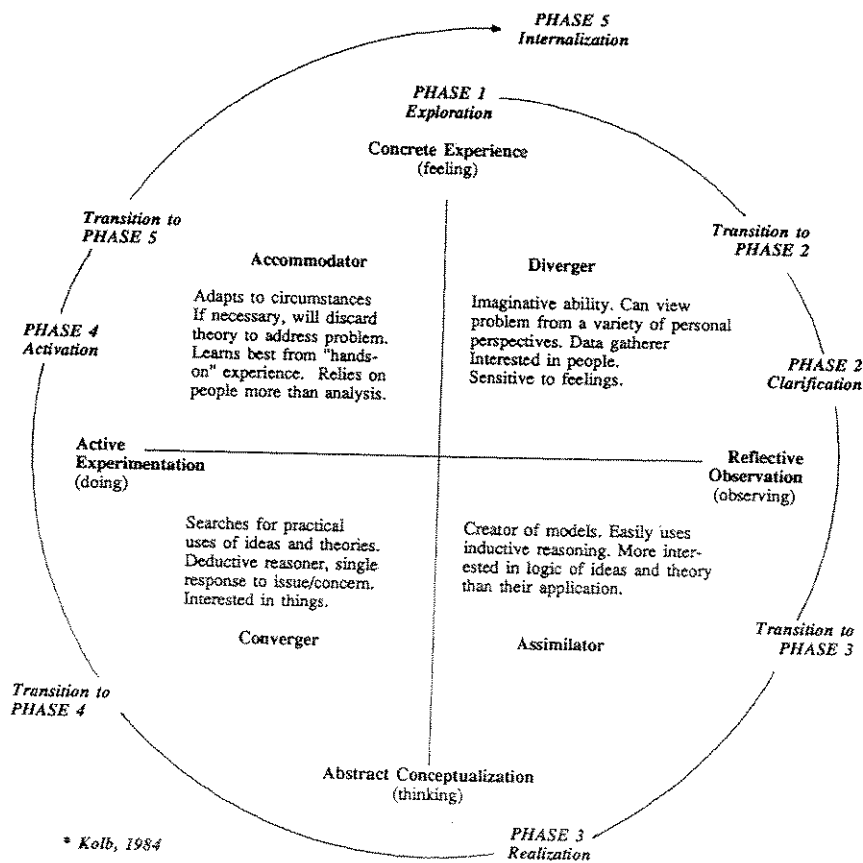 PHASE 5
Internalization
PHASE 1
Exploration
Concrete Experience
(feeling)
Transition to
PHASE 5
Transition to
PHASE 2
Accommodator
Adapts to circumstances
If necessary, will discard
theory to address problem.
Learns best from "hands-
on" experience. Relies on
people more than analysis.
Diverger
Imaginative ability. Can view
problem from a variety of personal
perspectives. Data gatherer
Interested in people.
Sensitive to feelings.
PHASE 4
Activation
PHASE 2
Clarification
Active
Experimentation
(doing)
Reflective
Observation
(observing)
Searches for practical
uses of ideas and theories.
Deductive reasoner, single
response to issue/concern.
Interested in things.
Converger
Creator of models. Easily uses
inductive reasoning. More inter-
ested in logic of ideas and theory
than their application.
Assimilator
Transition to
PHASE 3
Transition to
PHASE 4
Abstract Conceptualization
(thinking)
PHASE 3
Realization
* Kolb, 1984